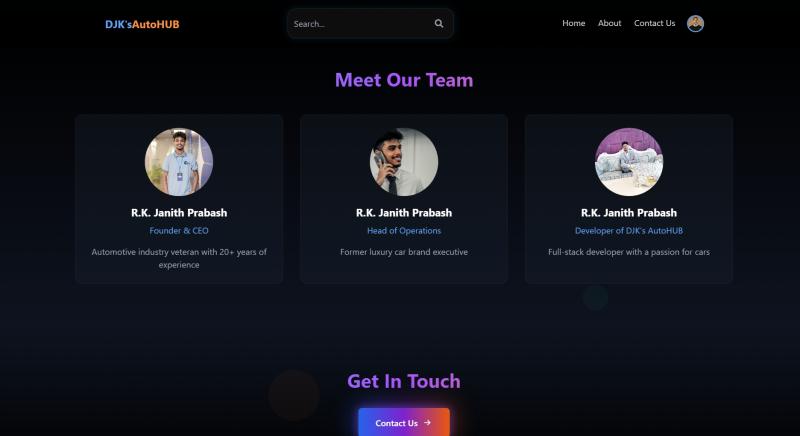 DJK'sAutoHUB
Search...
Home About Contact Us
Meet Our Team
R.K. Janith Prabash
Founder & CEO
Automotive industry veteran with 20+ years of
experience
R.K. Janith Prabash
Head of Operations
Former luxury car brand executive
R.K. Janith Prabash
Developer of DJK's AutoHUB
Full-stack developer with a passion for cars
Get In Touch
Contact Us →